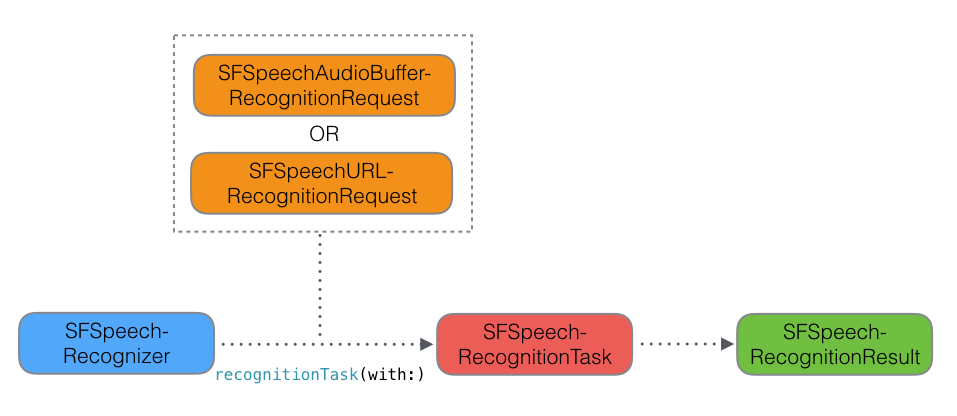 SFSpeechAudioBuffer-
RecognitionRequest
OR
SFSpeechURL-
RecognitionRequest
SFSpeech-
Recognizer
recognitionTask(with:)
SFSpeech-
RecognitionTask
SFSpeech-
RecognitionResult